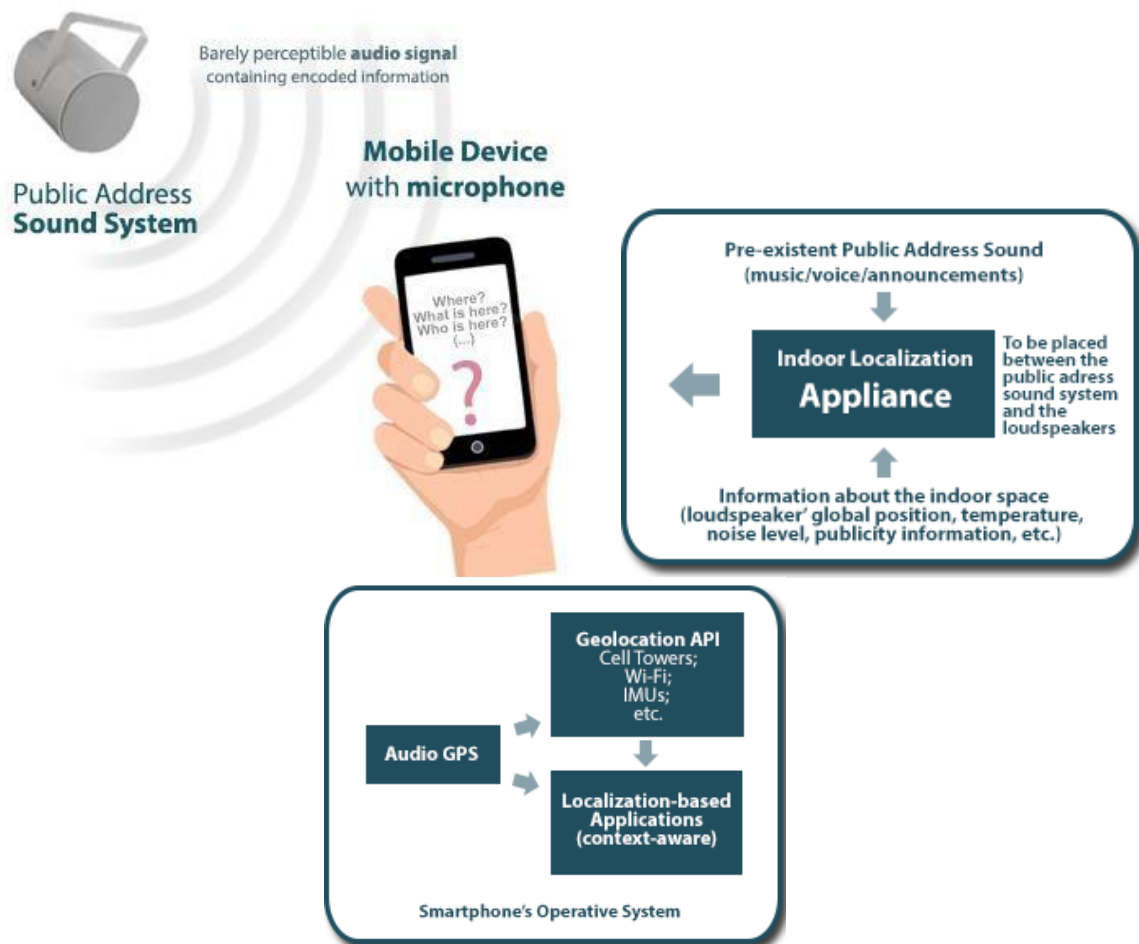 Barely perceptible audio signal
containing encoded information
Public Address
Sound System
Mobile Device
with microphone
Where?
What is here?
Who is here?
(...)
?
Pre-existent Public Address Sound
(music/voice/announcements)
Indoor Localization
Appliance
To be placed
between the
public adress
sound system
and the
loudspeakers
Information about the indoor space
(loudspeaker’ global position, temperature,
noise level, publicity information, etc.)
Geolocation API
Cell Towers;
Wi-Fi;
IMUs;
etc.
Audio GPS
Localization-based
Applications
(context-aware)
Smartphone's Operative System